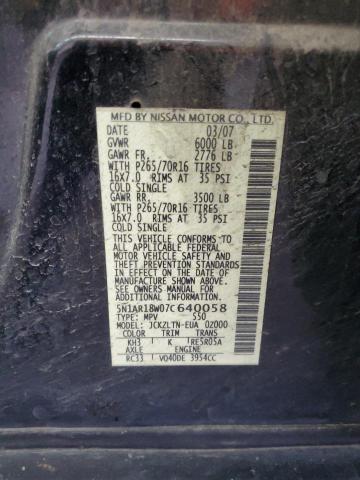 MFD BY NISSAN MOTOR CO., LTD.
DATE 03/07
GVWR 6000 LB
GAWR FR. 2776 LB
WITH P265/70R16 TIRES
16X7.0 RIMS AT 35 PSI
COLD SINGLE
GAWR RR. 3500 LB
WITH P265/70R16 TIRES
16X7.0 RIMS AT 35 PSI
COLD SINGLE
THIS VEHICLE CONFORMS TO
ALL APPLICABLE FEDERAL
MOTOR VEHICLE SAFETY AND
THEFT PREVENTION STANDARDS
IN EFFECT ON THE DATE OF
MANUFACTURE SHOWN ABOVE.
SEE OWNERS MANUAL FOR
ADDITIONAL INFORMATION.
5N1AR18W07C640058
TYPE: MPV S50
MODEL: JCXZLTN-EUA 0Z000
COLOR TRIM TRANS
KH3 K RE5R05A
AXLE ENGINE
RC33 VQ40DE 3954CC